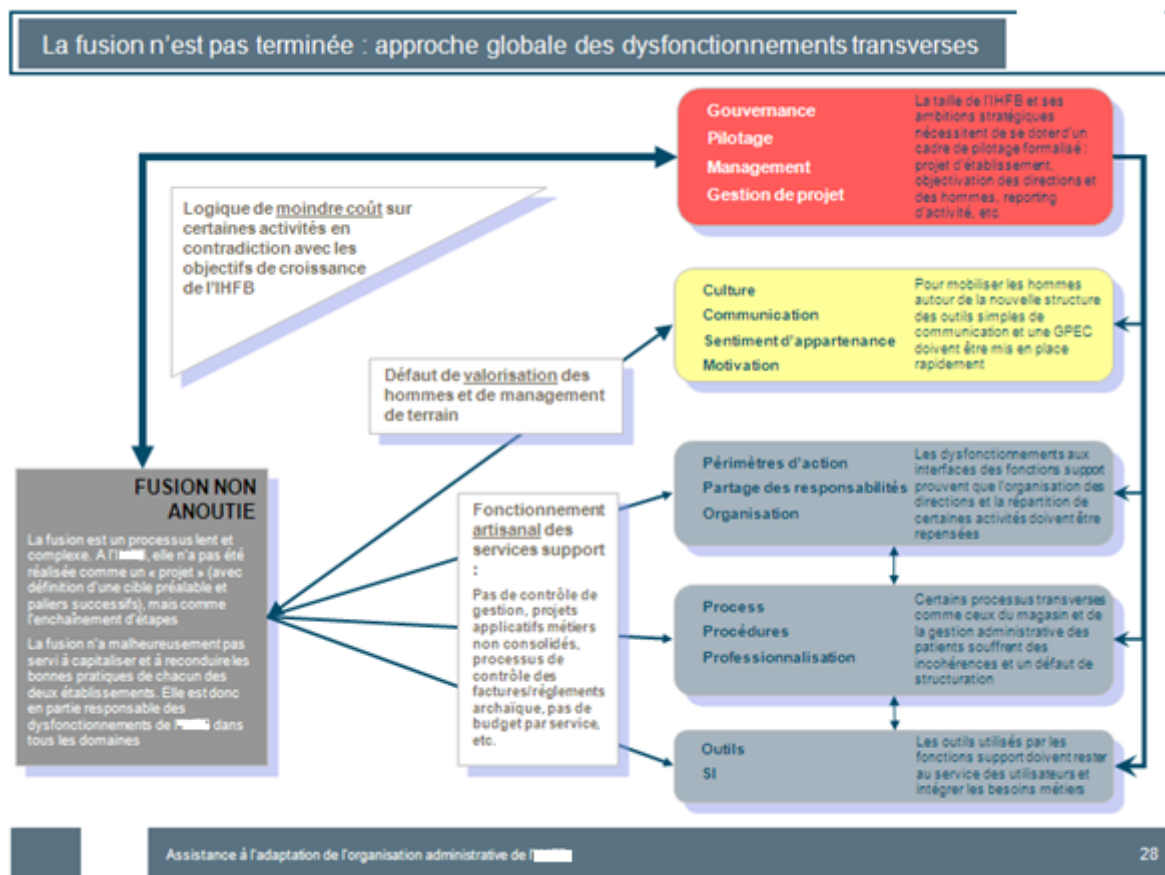 La fusion n'est pas terminée : approche globale des dysfonctionnements transverses
Gouvernance
Pilotage
Management
Gestion de projet
La taille de l'IHFB et ses
ambitions stratégiques
nécessitent de se doter d'un
cadre de pilotage formalisé :
projet d'établissement,
objectivation des directions et
des hommes, reporting
d'activité, etc.
Logique de moindre coût sur
certaines activités en
contradiction avec les
objectifs de croissance
de l'IHFB
Culture
Communication
Sentiment d'appartenance
Motivation
Pour mobiliser les hommes
autour de la nouvelle structure
des outils simples de
communication et une GPEC
doivent être mis en place
rapidement
Défaut de valorisation des
hommes et de management
de terrain
Périmètres d'action
Partage des responsabilités
Organisation
Les dysfonctionnements aux
interfaces des fonctions support
prouvent que l'organisation des
directions et la répartition de
certaines activités doivent être
repensées
FUSION NON
ANOUTIE
La fusion est un processus lent et
complexe. A l'I, elle n'a pas été
réalisée comme un « projet » (avec
définition d'une cible préalable et
paliers successifs), mais comme
l'enchaînement d'étapes
La fusion n'a malheureusement pas
servi à capitaliser et à reconduire les
bonnes pratiques de chacun des
deux établissements. Elle est donc
en partie responsable des
dysfonctionnements de l' dans
tous les domaines
Fonctionnement
artisanal des
services support
:
Pas de contrôle de
gestion, projets
applicatifs métiers
non consolidés,
processus de
contrôle des
factures/règlements
archaïque, pas de
budget par service,
etc.
Process
Procédures
Professionnalisation
Certains processus transverses
comme ceux du magasin et de
la gestion administrative des
patients souffrent des
incohérences et un défaut de
structuration
Outils
SI
Les outils utilisés par les
fonctions support doivent rester
au service des utilisateurs et
intégrer les besoins métiers
Assistance à l'adaptation de l'organisation administrative de l'
28